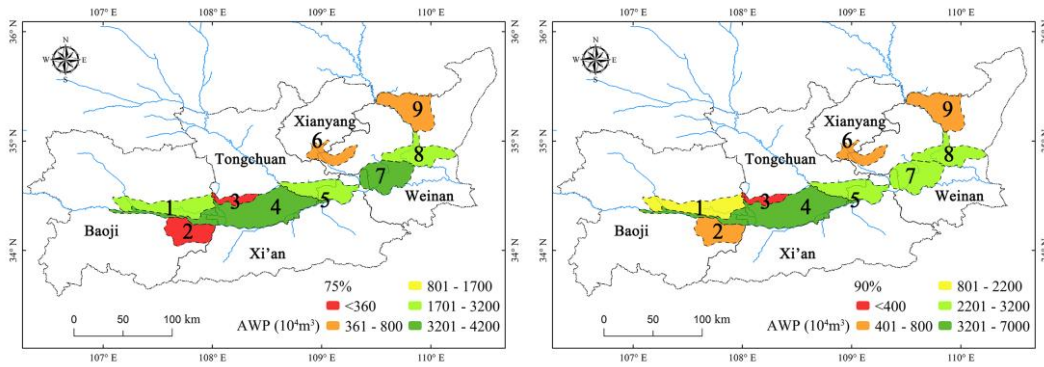 36° N
35° N
34° N
N
W
E
S
Xianyang
6
9
8
7
Tongchuan
Weinan
1
3
4
5
2
Baoji
Xi'an
75%
<360
361 - 800
801 - 1700
1701 - 3200
3201 - 4200
AWP (10⁴m³)
0 50 100 km
107° E 108° E 109° E 110° E
36° N
35° N
34° N
N
W
E
S
Xianyang
6
9
8
7
Tongchuan
Weinan
1
3
4
5
2
Baoji
Xi'an
90%
<400
401 - 800
801 - 2200
2201 - 3200
3201 - 7000
AWP (10⁴m³)
0 50 100 km
107° E 108° E 109° E 110° E
36° N
35° N
34° N